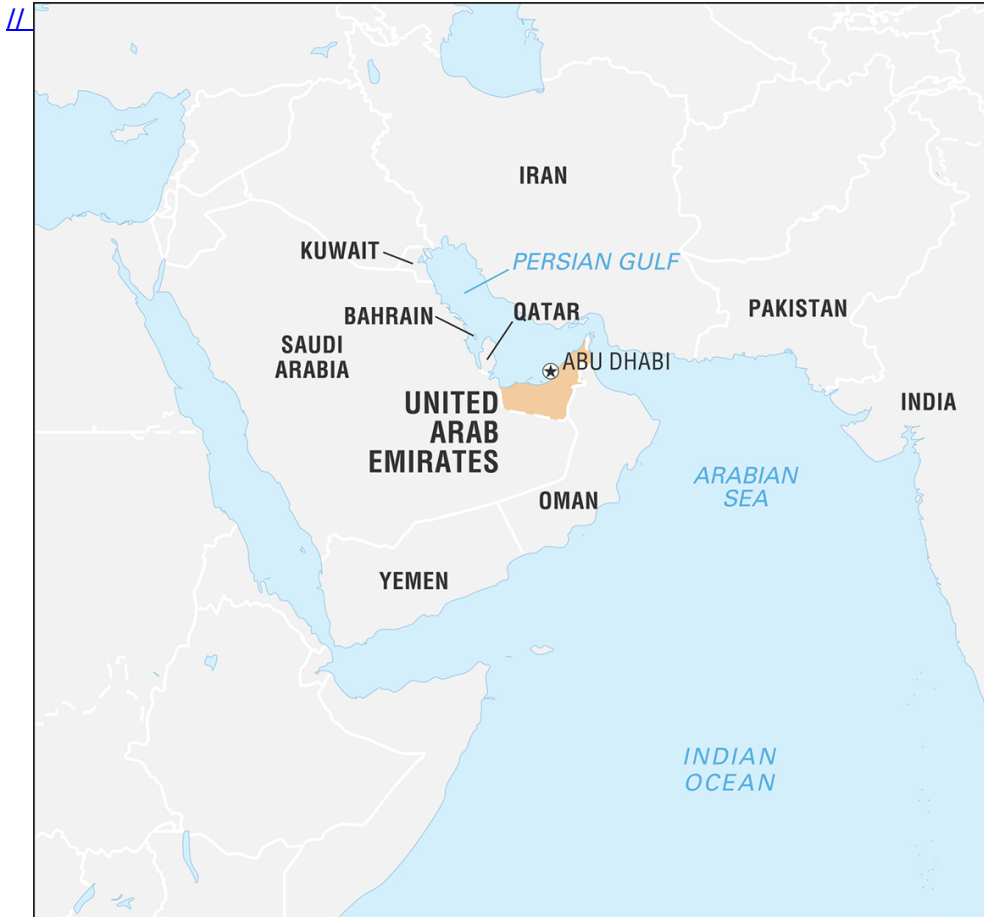 //
IRAN
KUWAIT
PERSIAN GULF
PAKISTAN
BAHRAIN
QATAR
SAUDI
ARABIA
ABU DHABI
UNITED
ARAB
EMIRATES
INDIA
ARABIAN
SEA
OMAN
YEMEN
INDIAN
OCEAN